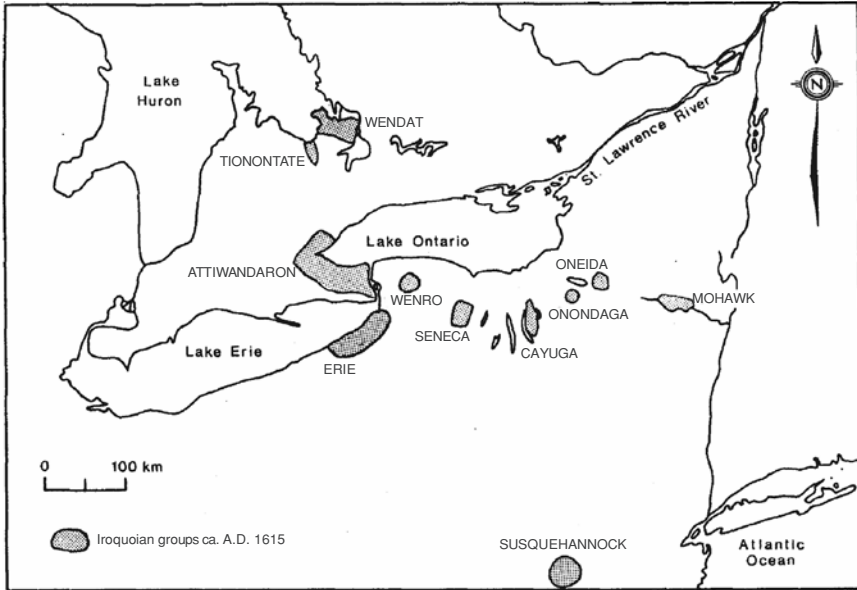 Lake
Huron
WENDAT
TIONONTATE
St. Lawrence River
N
Lake Ontario
ATTIWANDARON
ONEIDA
WENRO
ONONDAGA
MOHAWK
SENECA
CAYUGA
Lake Erie
ERIE
0 100 km
Iroquoian groups ca. A.D. 1615
SUSQUEHANNOCK
Atlantic
Ocean